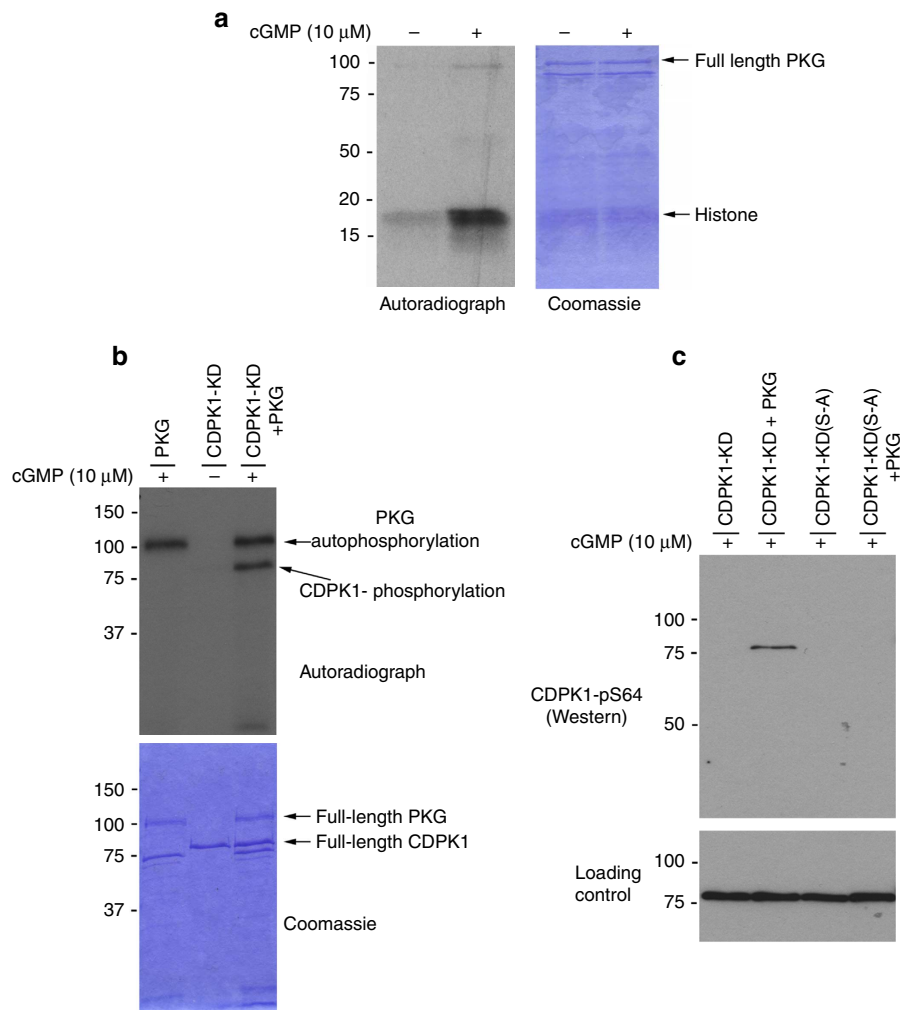 a
cGMP (10 µM) – + – +
100 -
75 -
50 -
20 -
15 -
Full length PKG
Histone
Autoradiograph Coomassie
b
PKG
CDPK1-KD
CDPK1-KD
+PKG
cGMP (10 µM) + – +
150 -
100 -
75 -
37 -
PKG
autophosphorylation
CDPK1- phosphorylation
Autoradiograph
150 -
100 -
75 -
37 -
Full-length PKG
Full-length CDPK1
Coomassie
c
CDPK1-KD
CDPK1-KD + PKG
CDPK1-KD(S-A)
CDPK1-KD(S-A)
+PKG
cGMP (10 µM) + + + +
100 -
75 -
50 -
CDPK1-pS64
(Western)
100 -
75 -
Loading
control